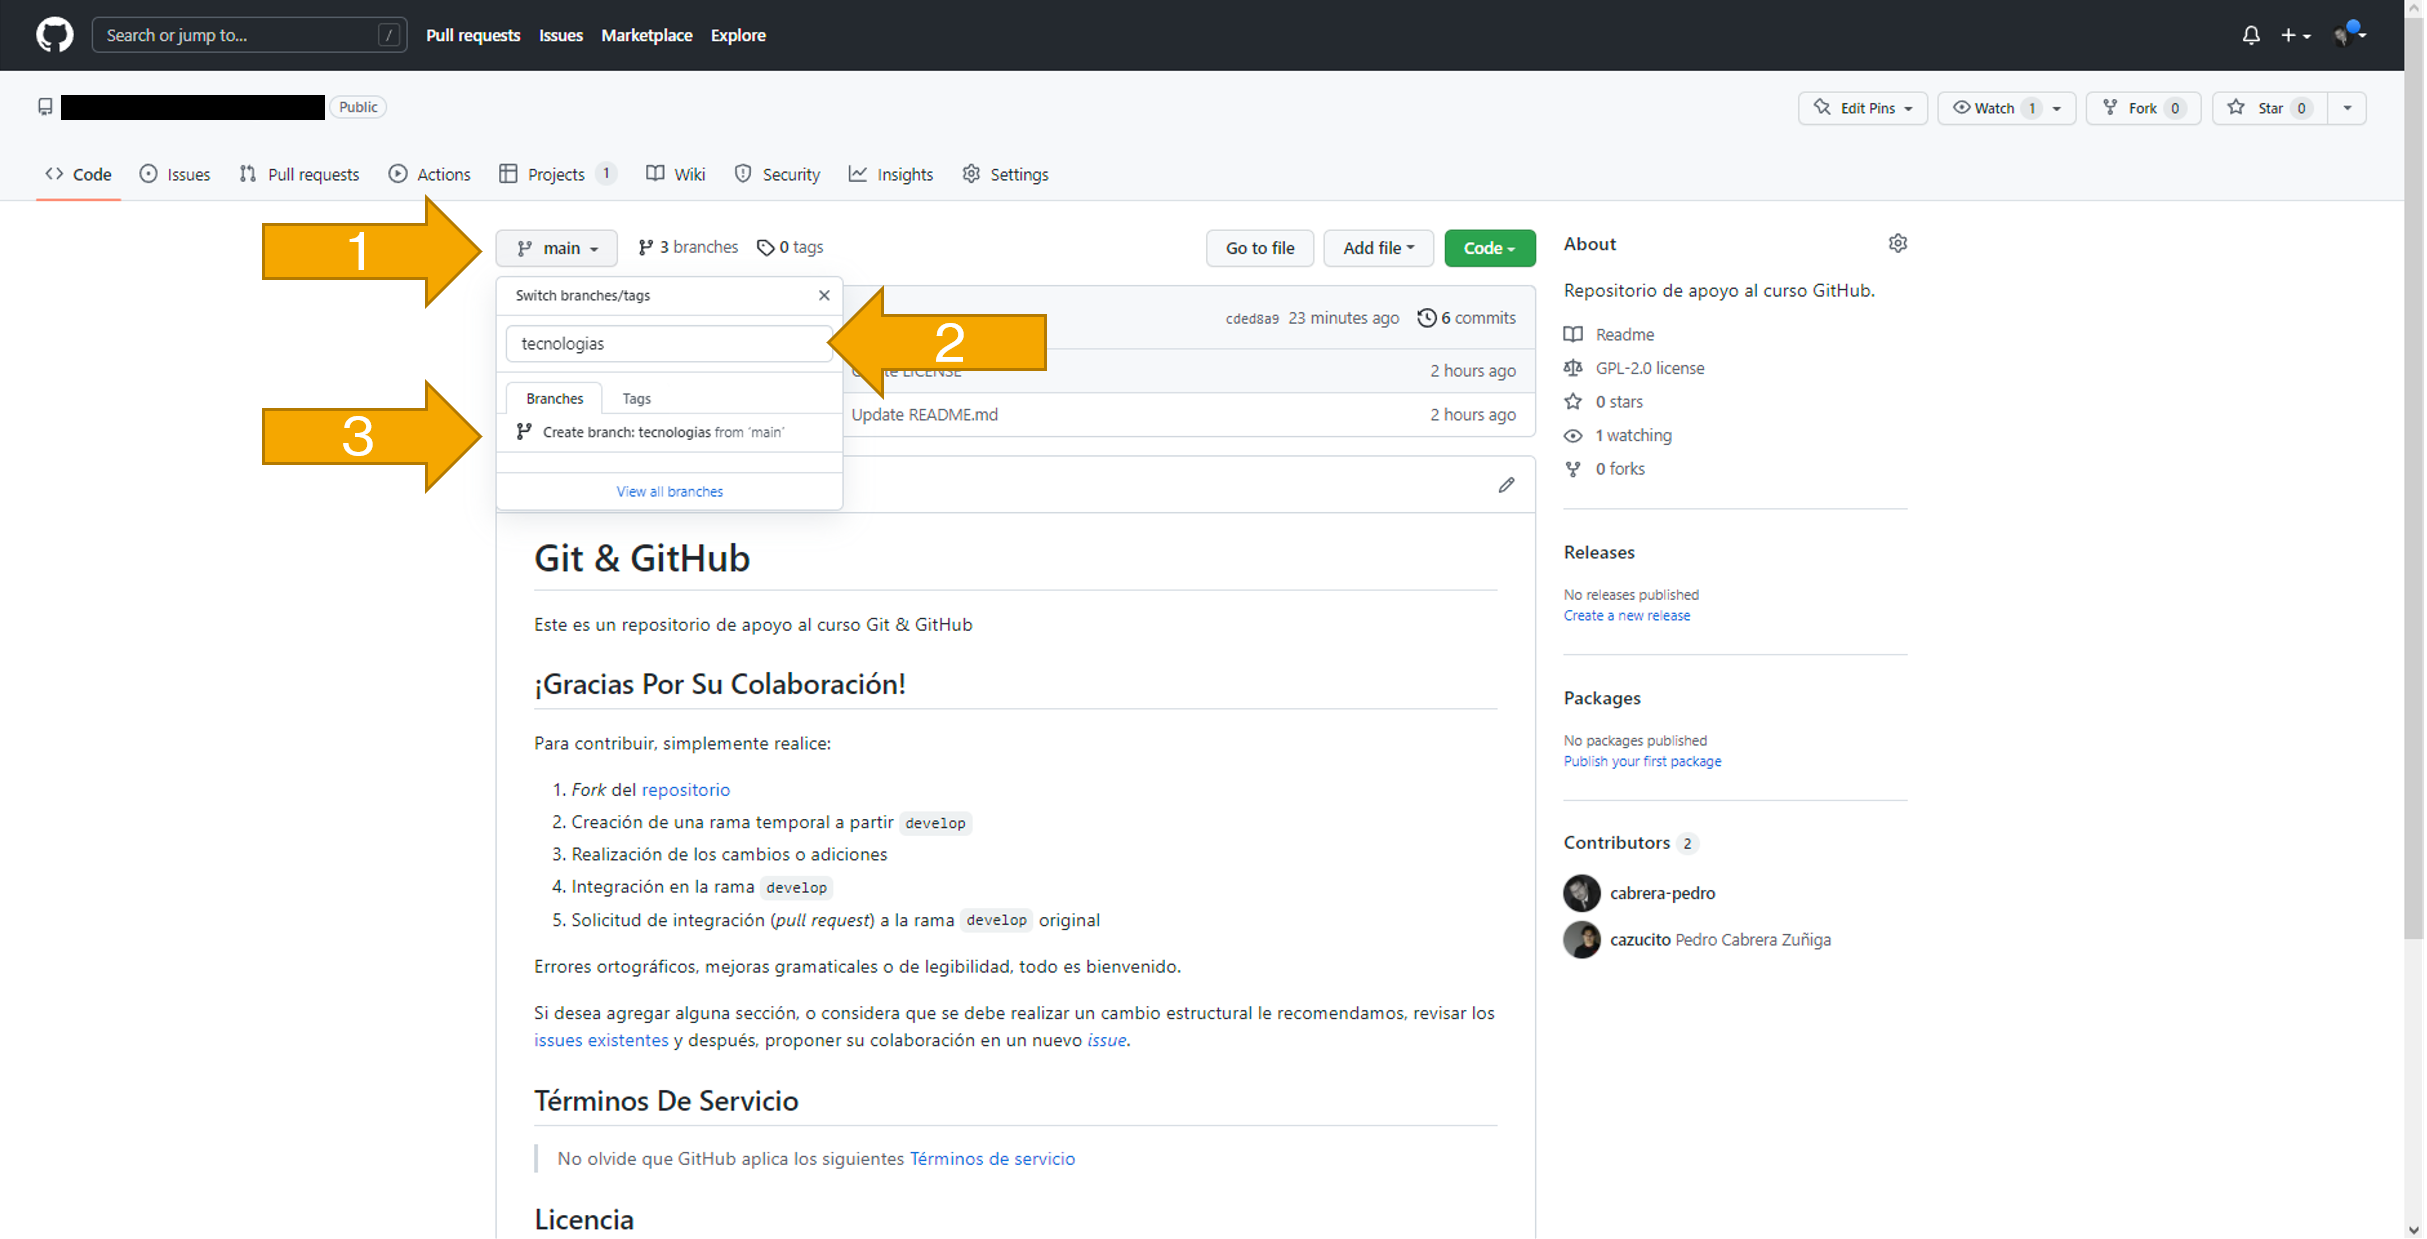 Search or jump to... /
Pull requests Issues Marketplace Explore
Public
Edit Pins Watch 1 Fork 0 Star 0
Code Issues Pull requests Actions Projects 1 Wiki Security Insights Settings
1
main 3 branches 0 tags
Go to file Add file Code
Switch branches/tags
tecnologias
2
cded8a9 23 minutes ago 6 commits
LICENSE 2 hours ago
Branches Tags
Update README.md 2 hours ago
3
Create branch: tecnologias from ‘main’
View all branches
Git & GitHub
Este es un repositorio de apoyo al curso Git & GitHub
¡Gracias Por Su Colaboración!
Para contribuir, simplemente realice:
1. Fork del repositorio
2. Creación de una rama temporal a partir develop
3. Realización de los cambios o adiciones
4. Integración en la rama develop
5. Solicitud de integración (pull request) a la rama develop original
Errores ortográficos, mejoras gramaticales o de legibilidad, todo es bienvenido.
Si desea agregar alguna sección, o considera que se debe realizar un cambio estructural le recomendamos, revisar los
issues existentes y después, proponer su colaboración en un nuevo issue.
Términos De Servicio
No olvide que GitHub aplica los siguientes Términos de servicio
Licencia
About
Repositorio de apoyo al curso GitHub.
Readme
GPL-2.0 license
0 stars
1 watching
0 forks
Releases
No releases published
Create a new release
Packages
No packages published
Publish your first package
Contributors 2
cabrera-pedro
cazucito Pedro Cabrera Zuñiga